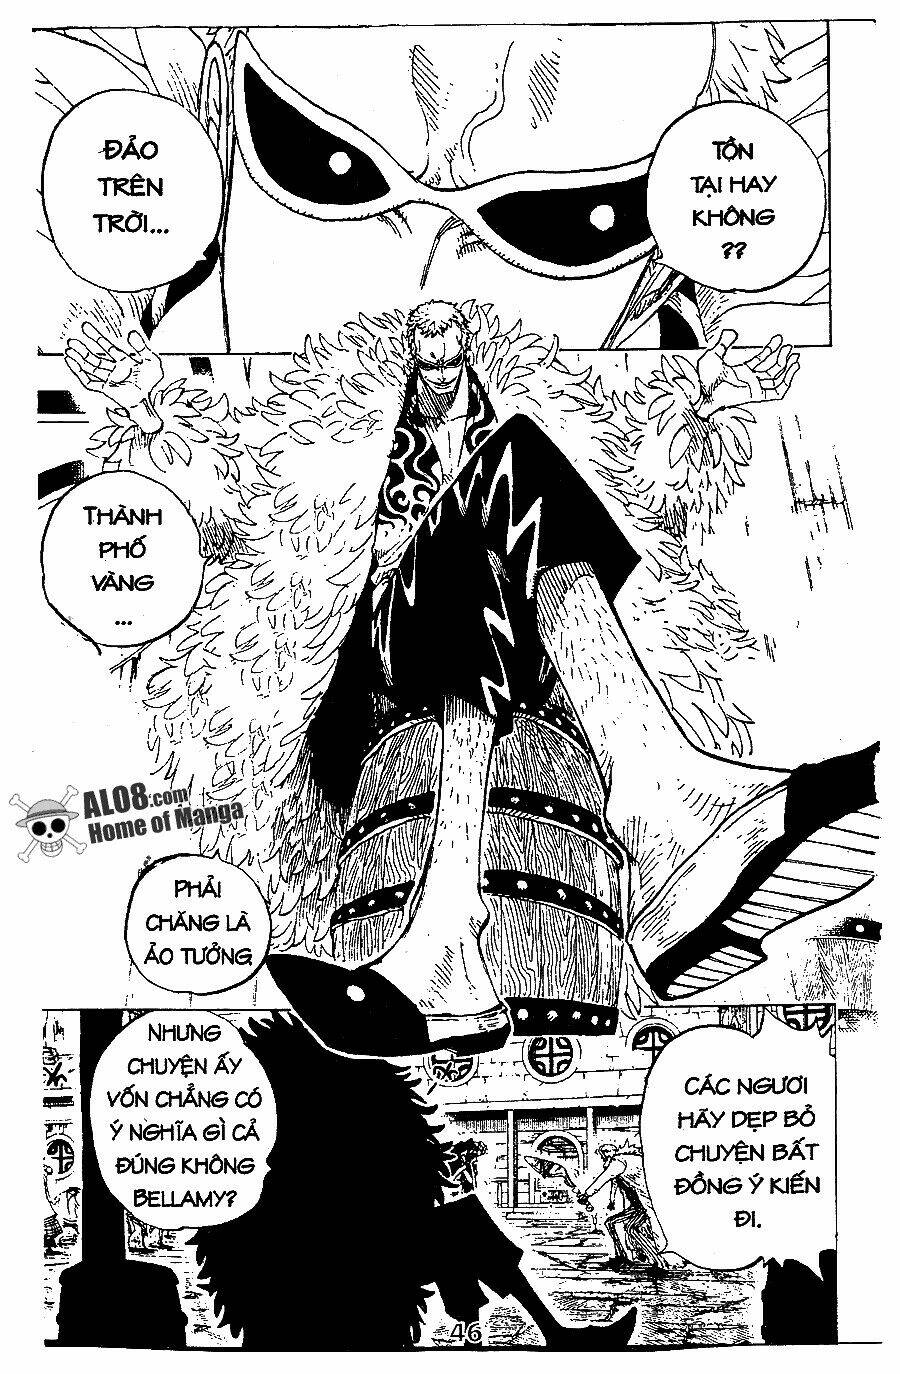 ĐẢO
TRÊN
TRỜI...
TỒN
TẠI HAY
KHÔNG
??
THÀNH
PHỐ
VÀNG
...
AL08.com
Home of Manga
PHẢI
CHĂNG LÀ
ẢO TƯỞNG
NHƯNG
CHUYỆN ẤY
VỐN CHẲNG CÓ
Ý NGHĨA GÌ CẢ
ĐÚNG KHÔNG
BELLAMY?
CÁC NGƯƠI
HÃY DẸP BỎ
CHUYỆN BẤT
ĐỒNG Ý KIẾN
ĐI.
46